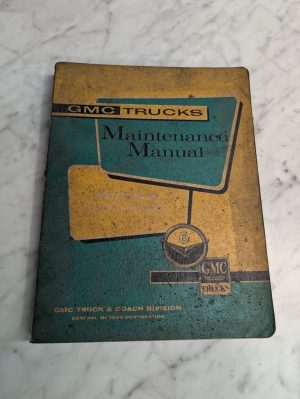 GMC TRUCKS
Maintenance
Manual
6
GMC
TRUCKS
GMC TRUCK & COACH DIVISION
GENERAL MOTORS CORPORATION